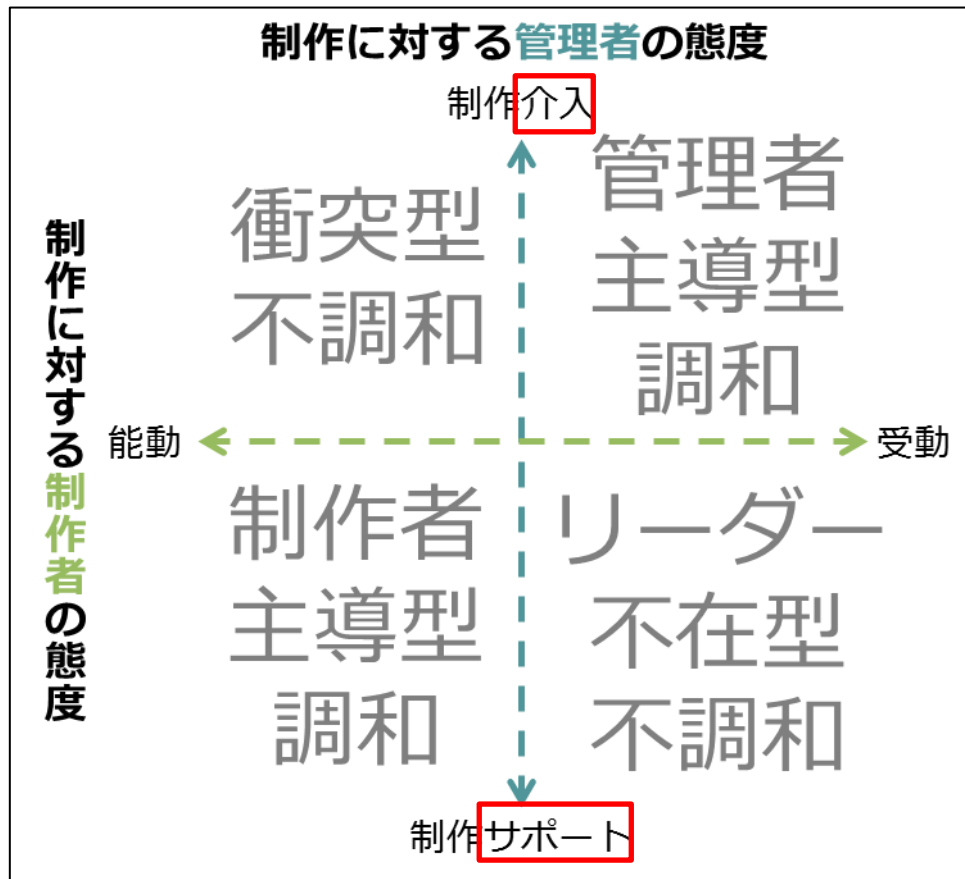 制作に対する管理者の態度
制作介入
衝突型
不調和
管理者
主導型
調和
制作に対する制作者の態度
能動
受動
制作者
主導型
調和
リーダー
不在型
不調和
制作サポート